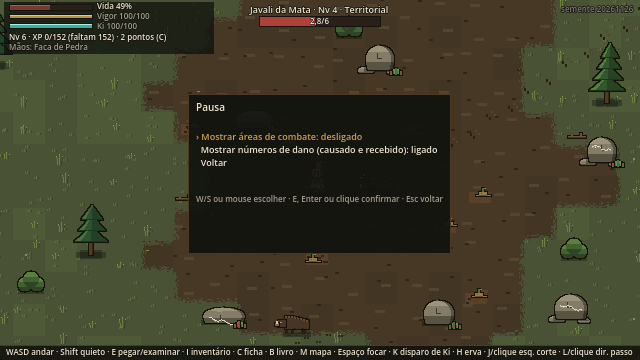 Vida 49%
Vigor 100/100
Ki 100/100
Nv 6 · XP 0/152 (faltam 152) · 2 pontos (C)
Mãos: Faca de Pedra
Javali da Mata · Nv 4 · Territorial
2,8/6
semente 20261126
Pausa
› Mostrar áreas de combate: desligado
Mostrar números de dano (causado e recebido): ligado
Voltar
W/S ou mouse escolher · E, Enter ou clique confirmar · Esc voltar
WASD andar · Shift quieto · E pegar/examinar · I inventário · C ficha · B livro · M mapa · Espaço focar · K disparo de Ki · H erva · J/clique esq. corte · L/clique dir. passo